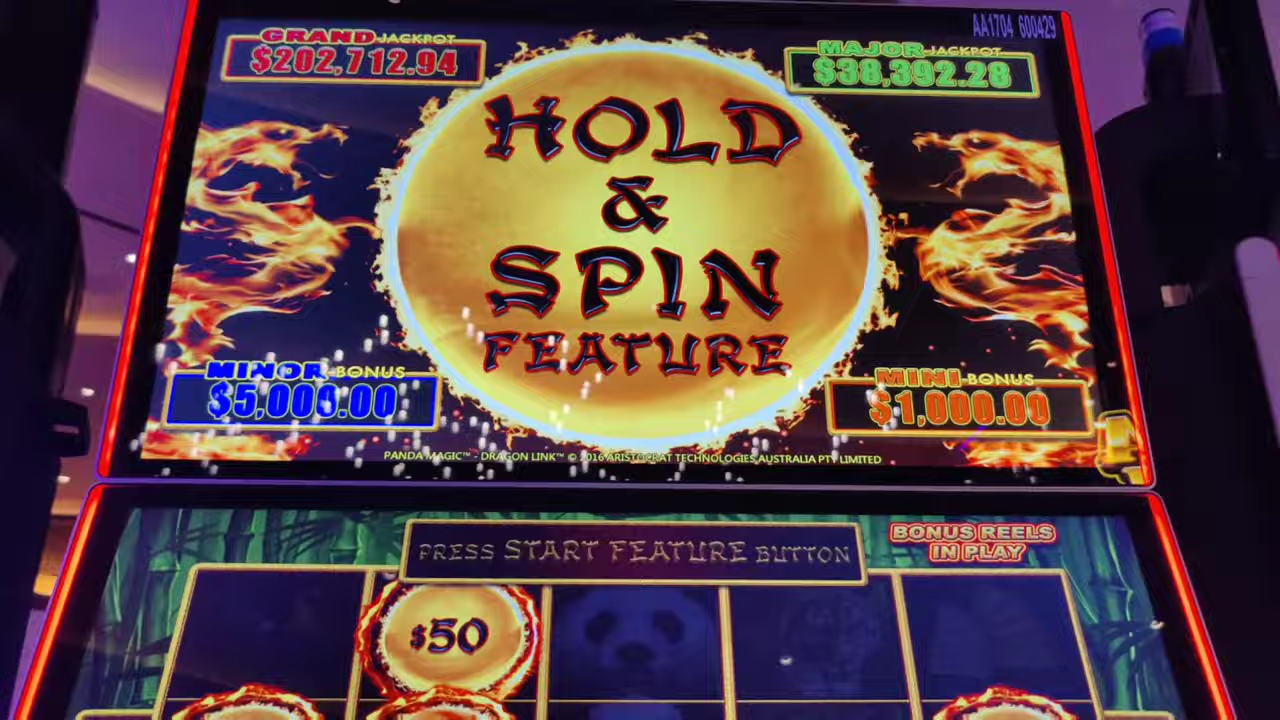 AA1704 600429
GRAND JACKPOT
$202,712.94
MAJOR JACKPOT
$38,392.28
HOLD
&
SPIN
FEATURE
MINOR BONUS
$5,000.00
MINI BONUS
$1,000.00
PANDA MAGIC™ - DRAGON LINK™ © 2016 ARISTOCRAT TECHNOLOGIES AUSTRALIA PTY LIMITED
PRESS START FEATURE BUTTON
BONUS REELS
IN PLAY
$50